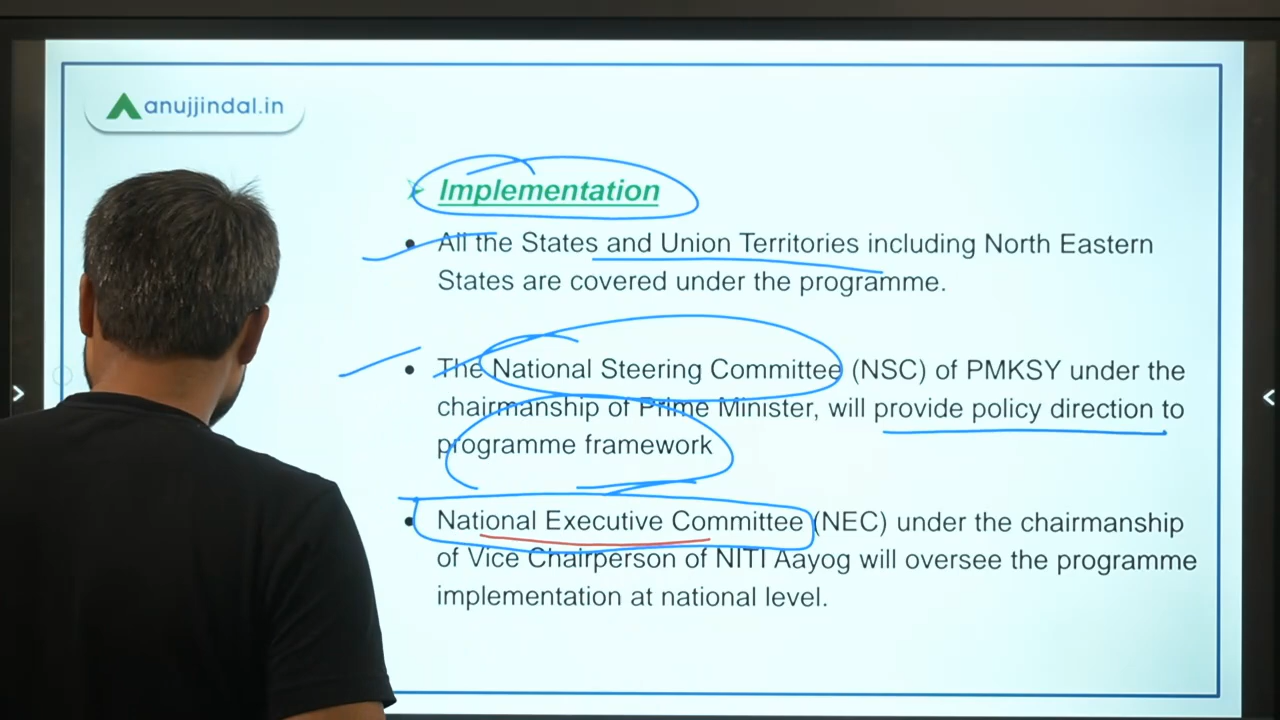 anujjindal.in
Implementation
All the States and Union Territories including North Eastern
States are covered under the programme.
The National Steering Committee (NSC) of PMKSY under the
chairmanship of Prime Minister, will provide policy direction to
programme framework
National Executive Committee (NEC) under the chairmanship
of Vice Chairperson of NITI Aayog will oversee the programme
implementation at national level.